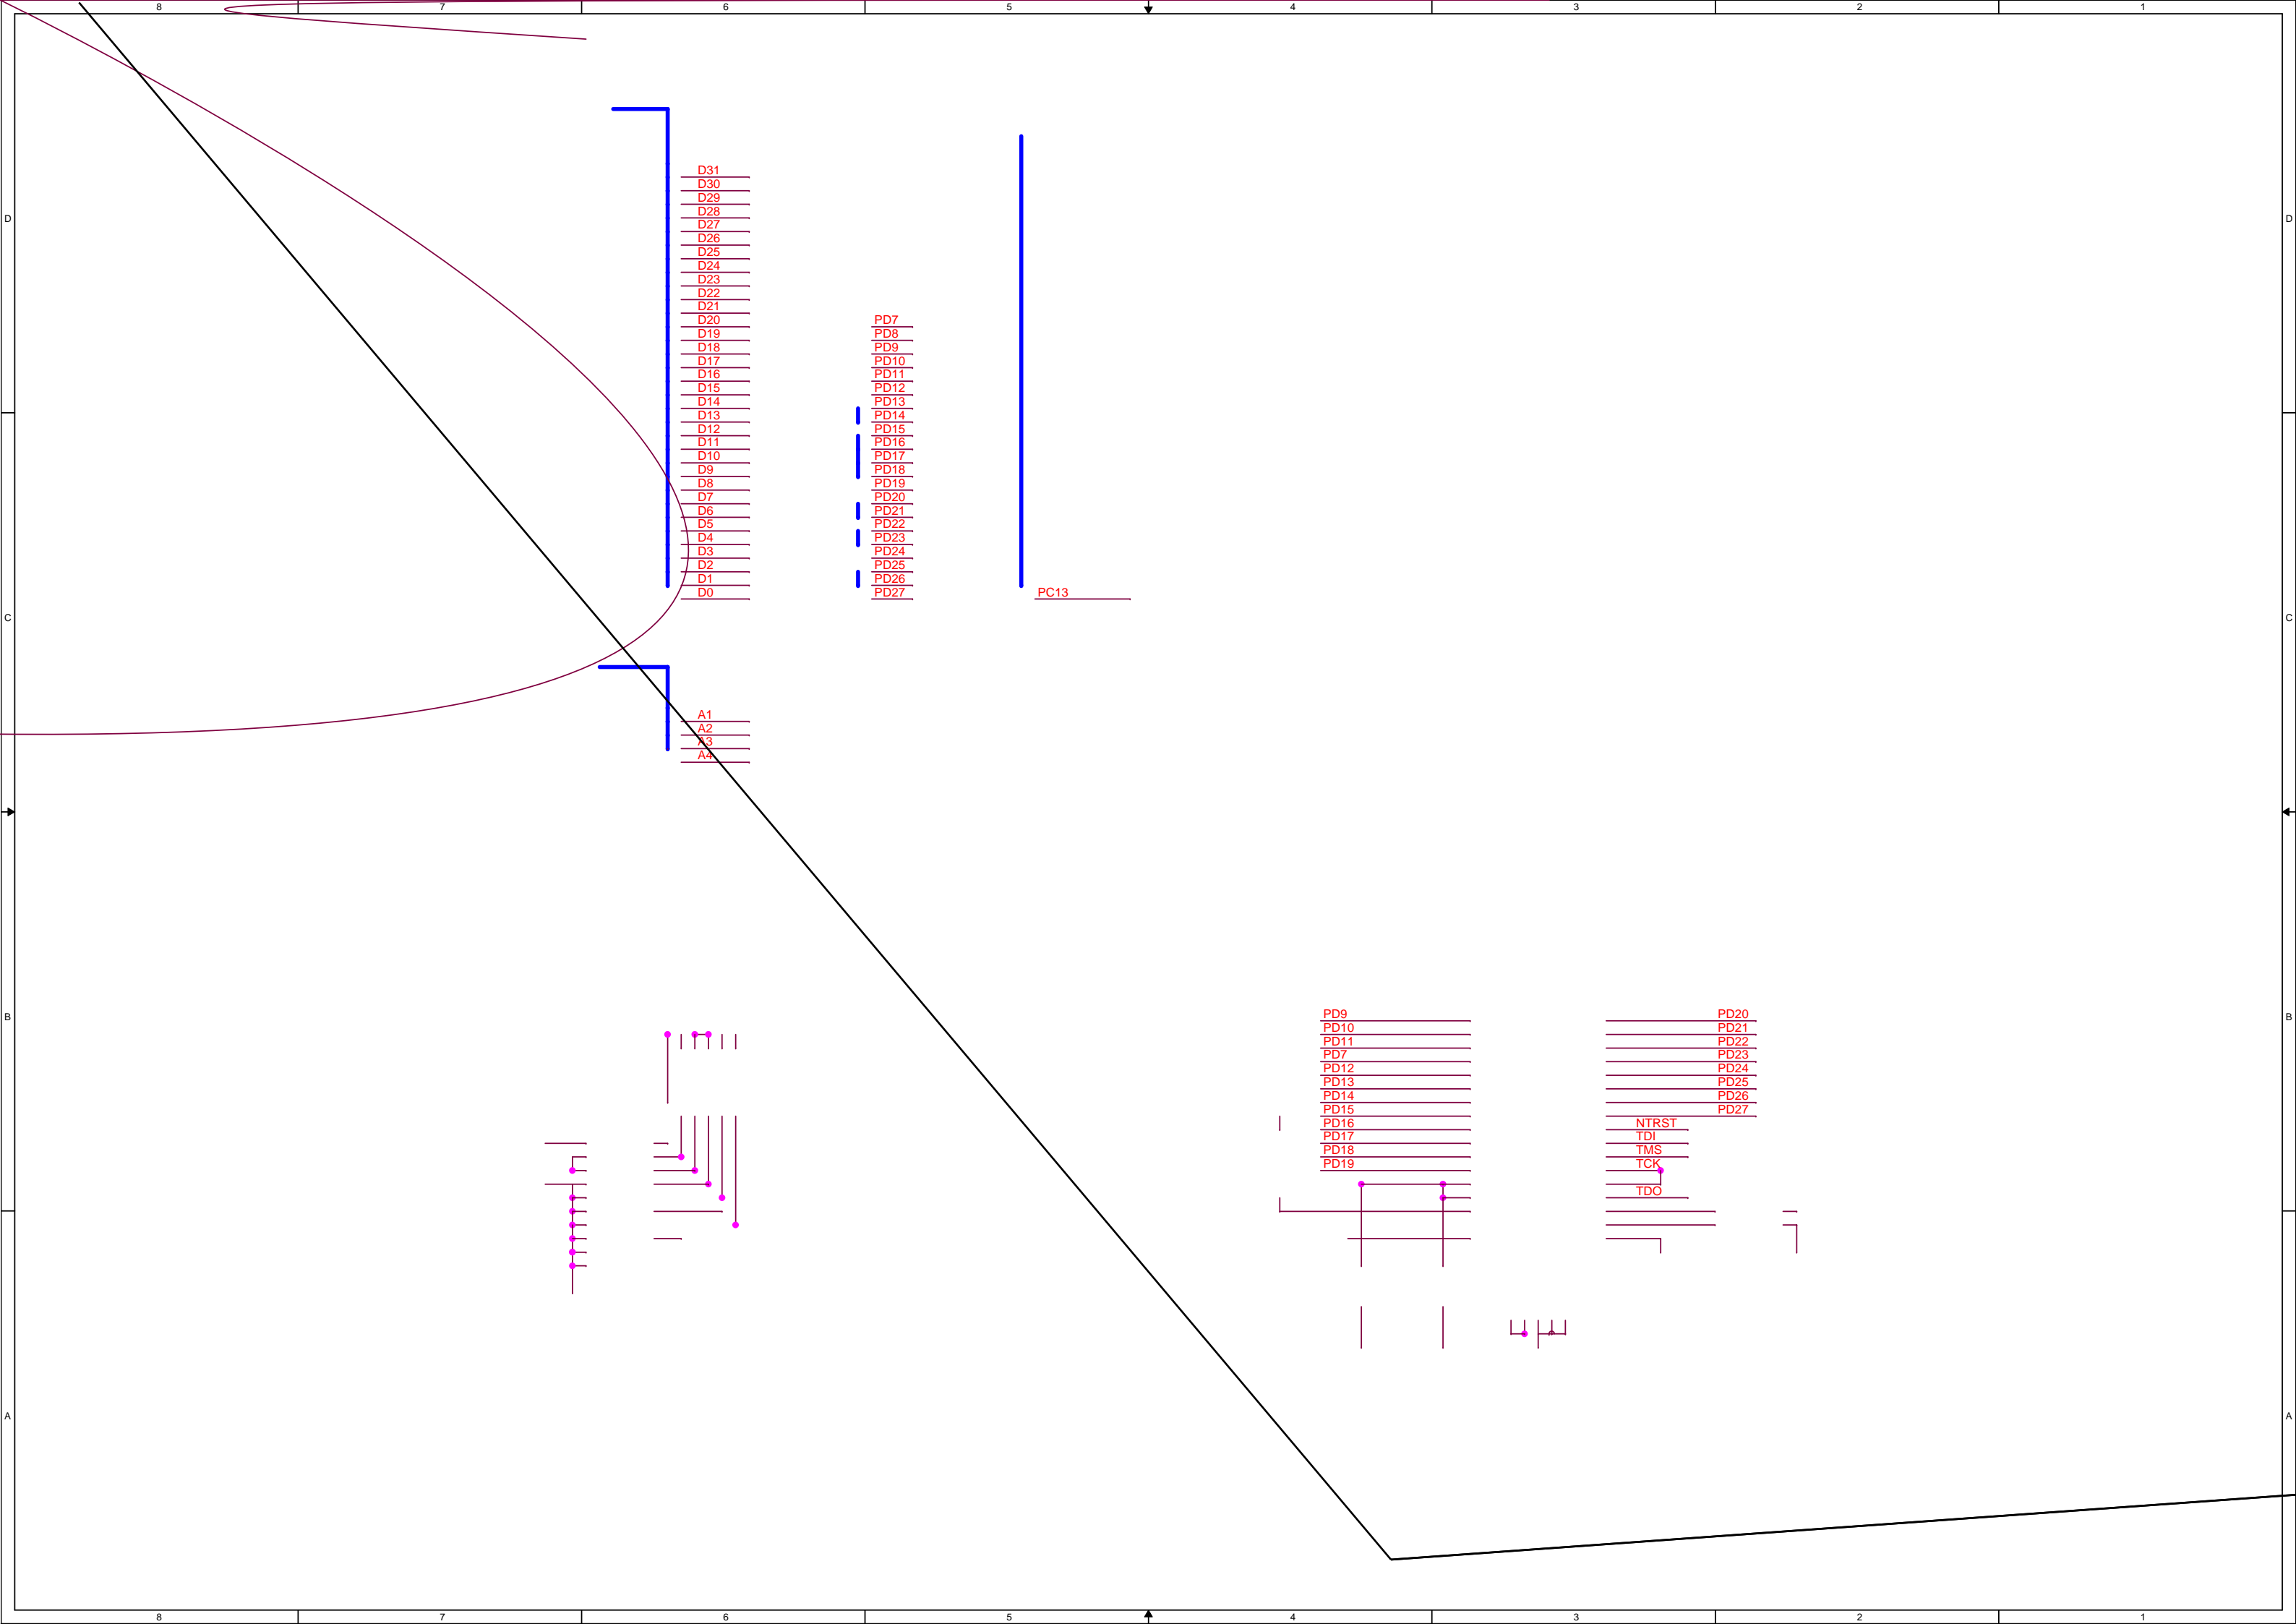 8 7 6 5 4 3 2 1
D31
D30
D29
D D28 D
D27
D26
D25
D24
D23
D22
D21
D20 PD7
D19 PD8
D18 PD9
D17 PD10
D16 PD11
D15 PD12
D14 PD13
D13 PD14
D12 PD15
D11 PD16
D10 PD17
D9 PD18
D8 PD19
D7 PD20
D6 PD21
D5 PD22
D4 PD23
D3 PD24
D2 PD25
D1 PD26
D0 PD27 PC13
C C
A1
A2
A3
A4
PD9 PD20
B B
PD10 PD21
PD11 PD22
PD7 PD23
PD12 PD24
PD13 PD25
PD14 PD26
PD15 PD27
PD16 NTRST
PD17 TDI
PD18 TMS
PD19 TCK
TDO
A A
8 7 6 5 4 3 2 1